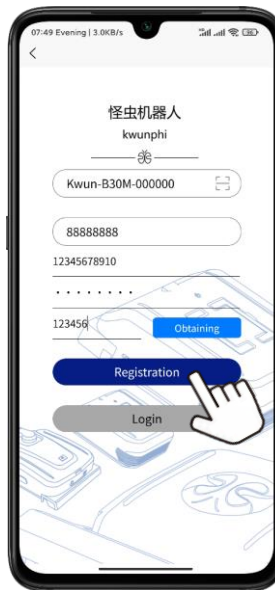 07:49 Evening | 3.0KB/s
怪虫机器人
kwunphi
Kwun-B30M-000000
88888888
12345678910
········
123456
Obtaining
Registration
Login